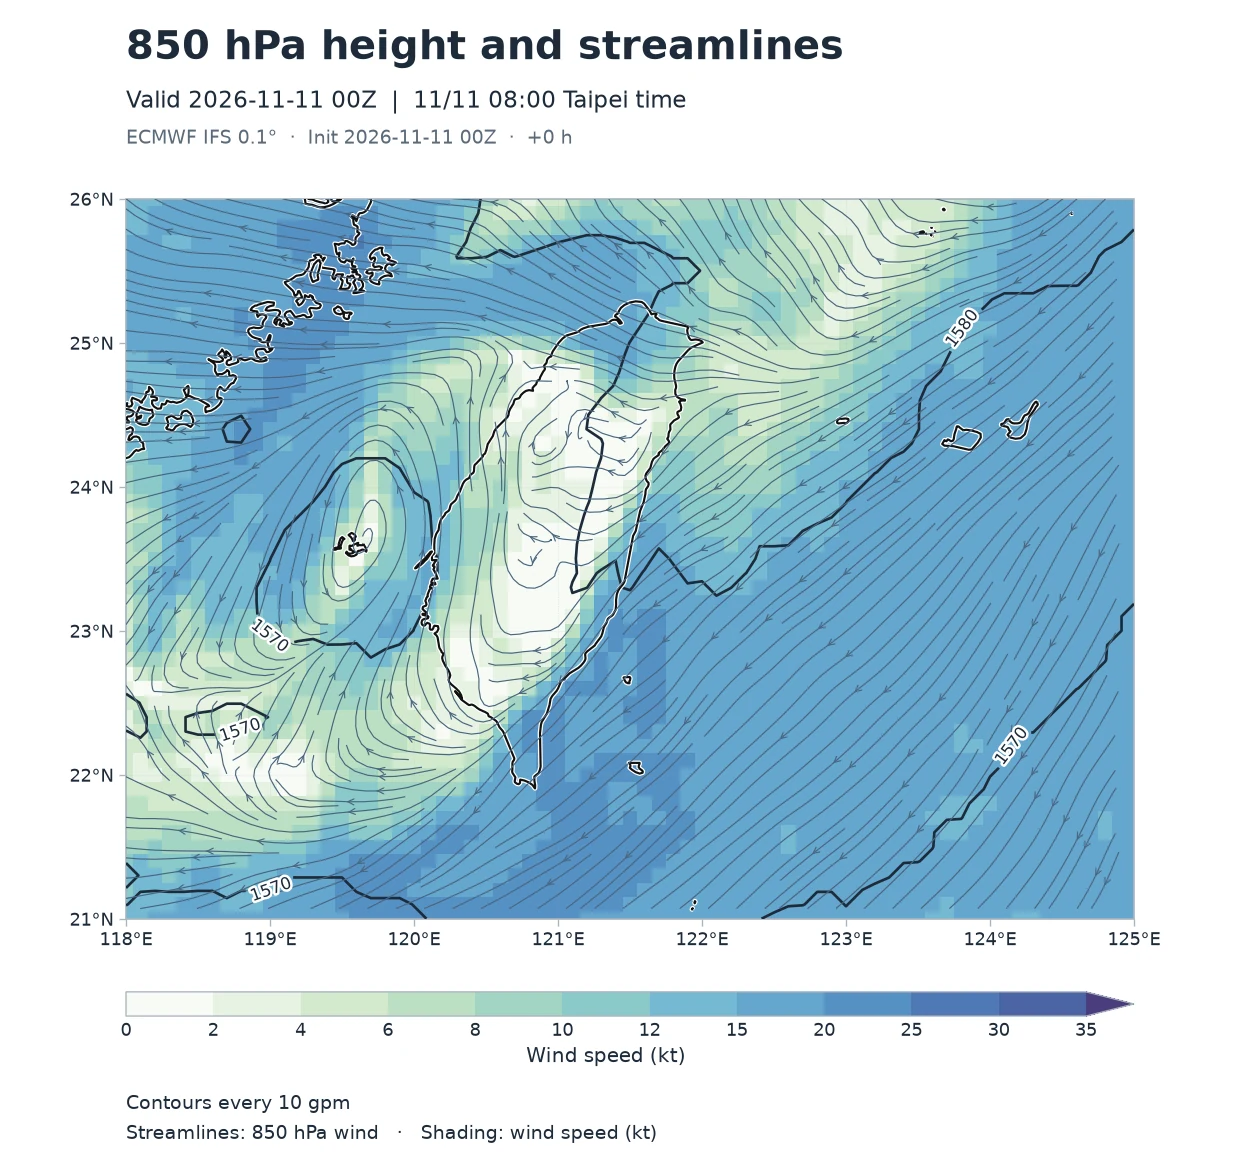 850 hPa height and streamlines
Valid 2026-11-11 00Z | 11/11 08:00 Taipei time
ECMWF IFS 0.1° · Init 2026-11-11 00Z · +0 h
26°N
25°N
24°N
23°N
22°N
21°N
1580
1570
1570
1570
1570
118°E 119°E 120°E 121°E 122°E 123°E 124°E 125°E
0 2 4 6 8 10 12 15 20 25 30 35
Wind speed (kt)
Contours every 10 gpm
Streamlines: 850 hPa wind · Shading: wind speed (kt)